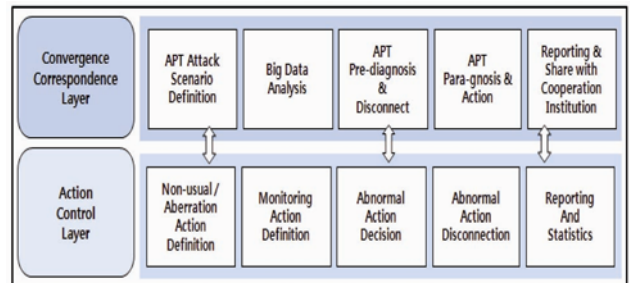 Convergence
Correspondence
Layer
APT Attack
Scenario
Definition
Big Data
Analysis
APT
Pre-diagnosis
&
Disconnect
APT
Para-gnosis &
Action
Reporting &
Share with
Cooperation
Institution
Action
Control
Layer
Non-usual /
Aberration
Action
Definition
Monitoring
Action
Definition
Abnormal
Action
Decision
Abnormal
Action
Disconnection
Reporting
And
Statistics